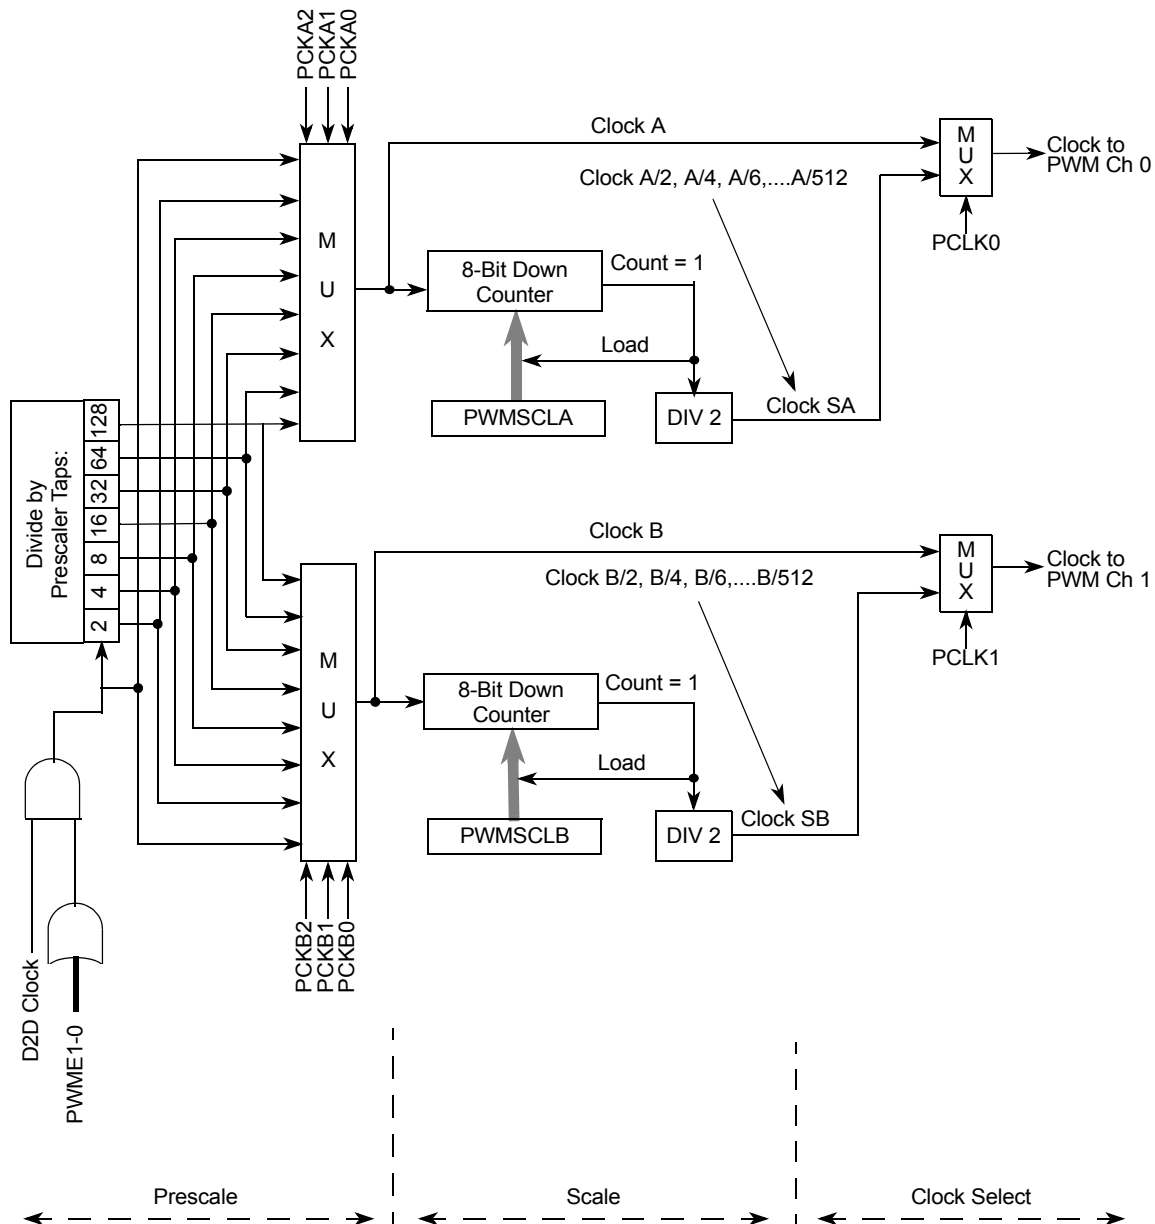 PCKA2
PCKA1
PCKA0
Clock A
M
U
X
Clock to
PWM Ch 0
Clock A/2, A/4, A/6,....A/512
PCLK0
M
U
X
8-Bit Down
Counter
Count = 1
Load
PWMSCLA
DIV 2
Clock SA
Divide by
Prescaler Taps:
128
64
32
16
8
4
2
Clock B
M
U
X
Clock to
PWM Ch 1
Clock B/2, B/4, B/6,....B/512
PCLK1
M
U
X
8-Bit Down
Counter
Count = 1
Load
PWMSCLB
DIV 2
Clock SB
PCKB2
PCKB1
PCKB0
D2D Clock
PWME1-0
Prescale
Scale
Clock Select